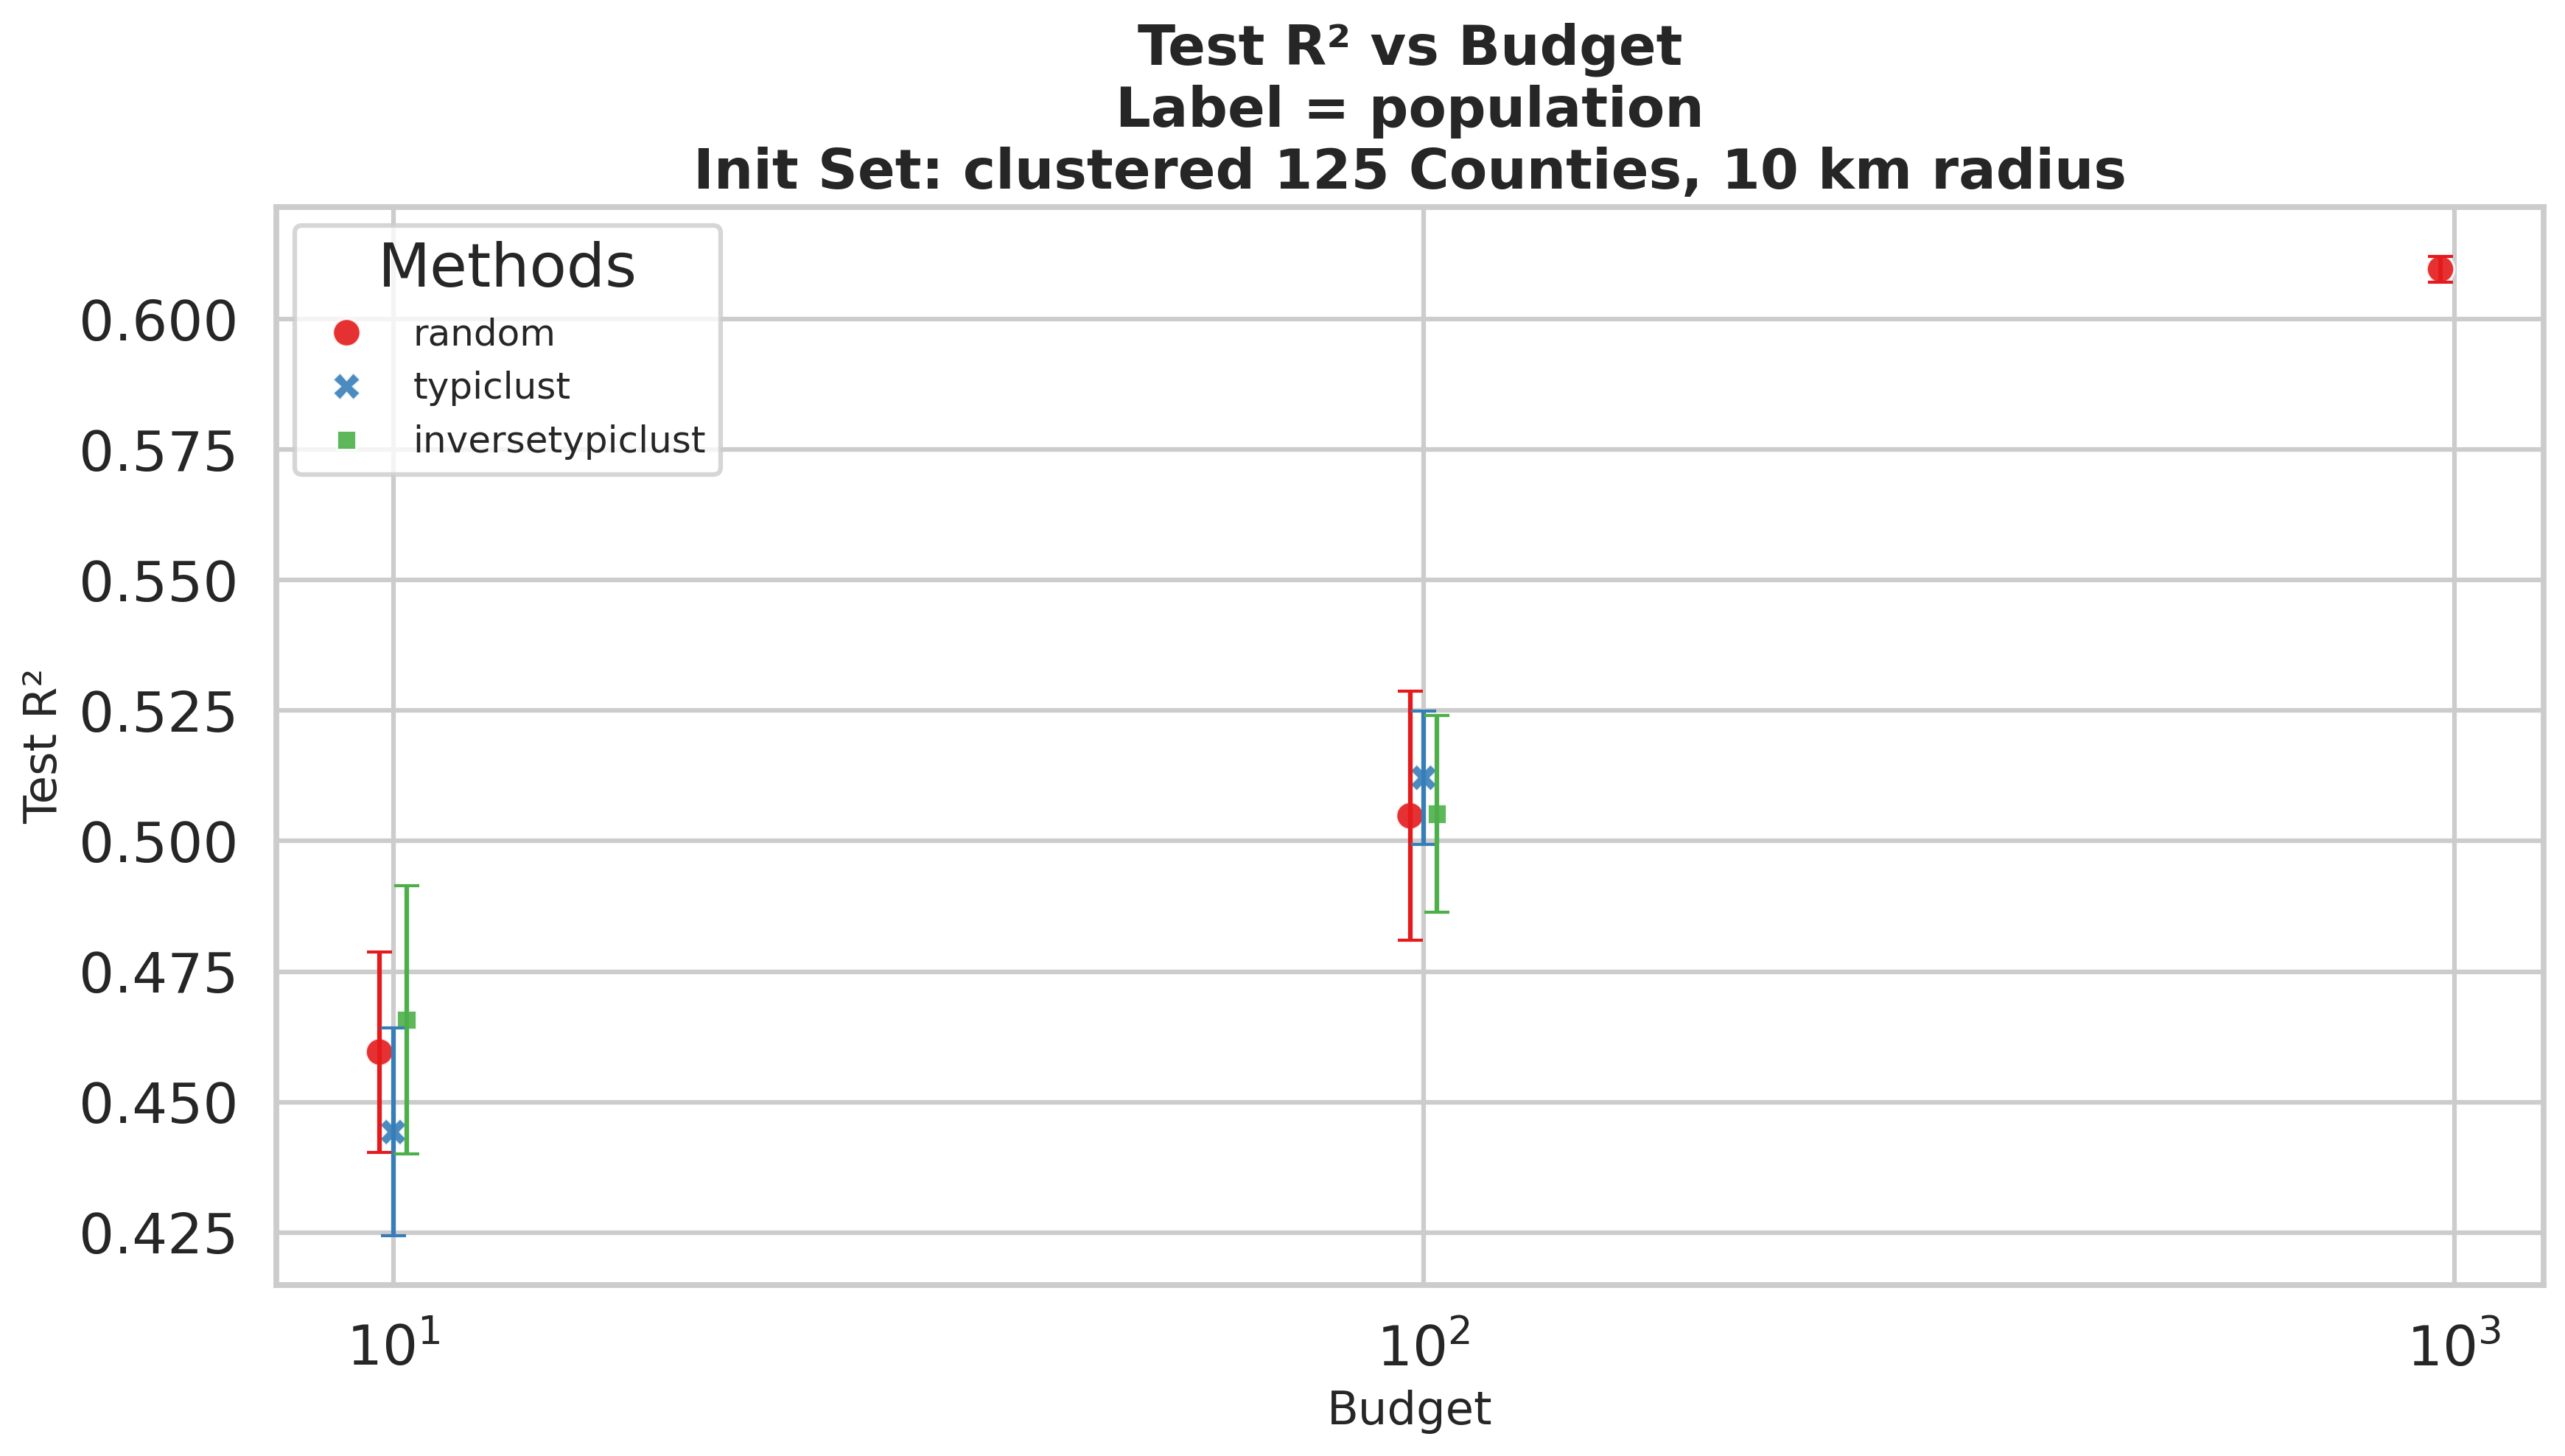 Test R² vs Budget
Label = population
Init Set: clustered 125 Counties, 10 km radius
Methods
random
typiclust
inversetypiclust
0.600
0.575
0.550
0.525
0.500
0.475
0.450
0.425
Test R²
10¹
10²
10³
Budget